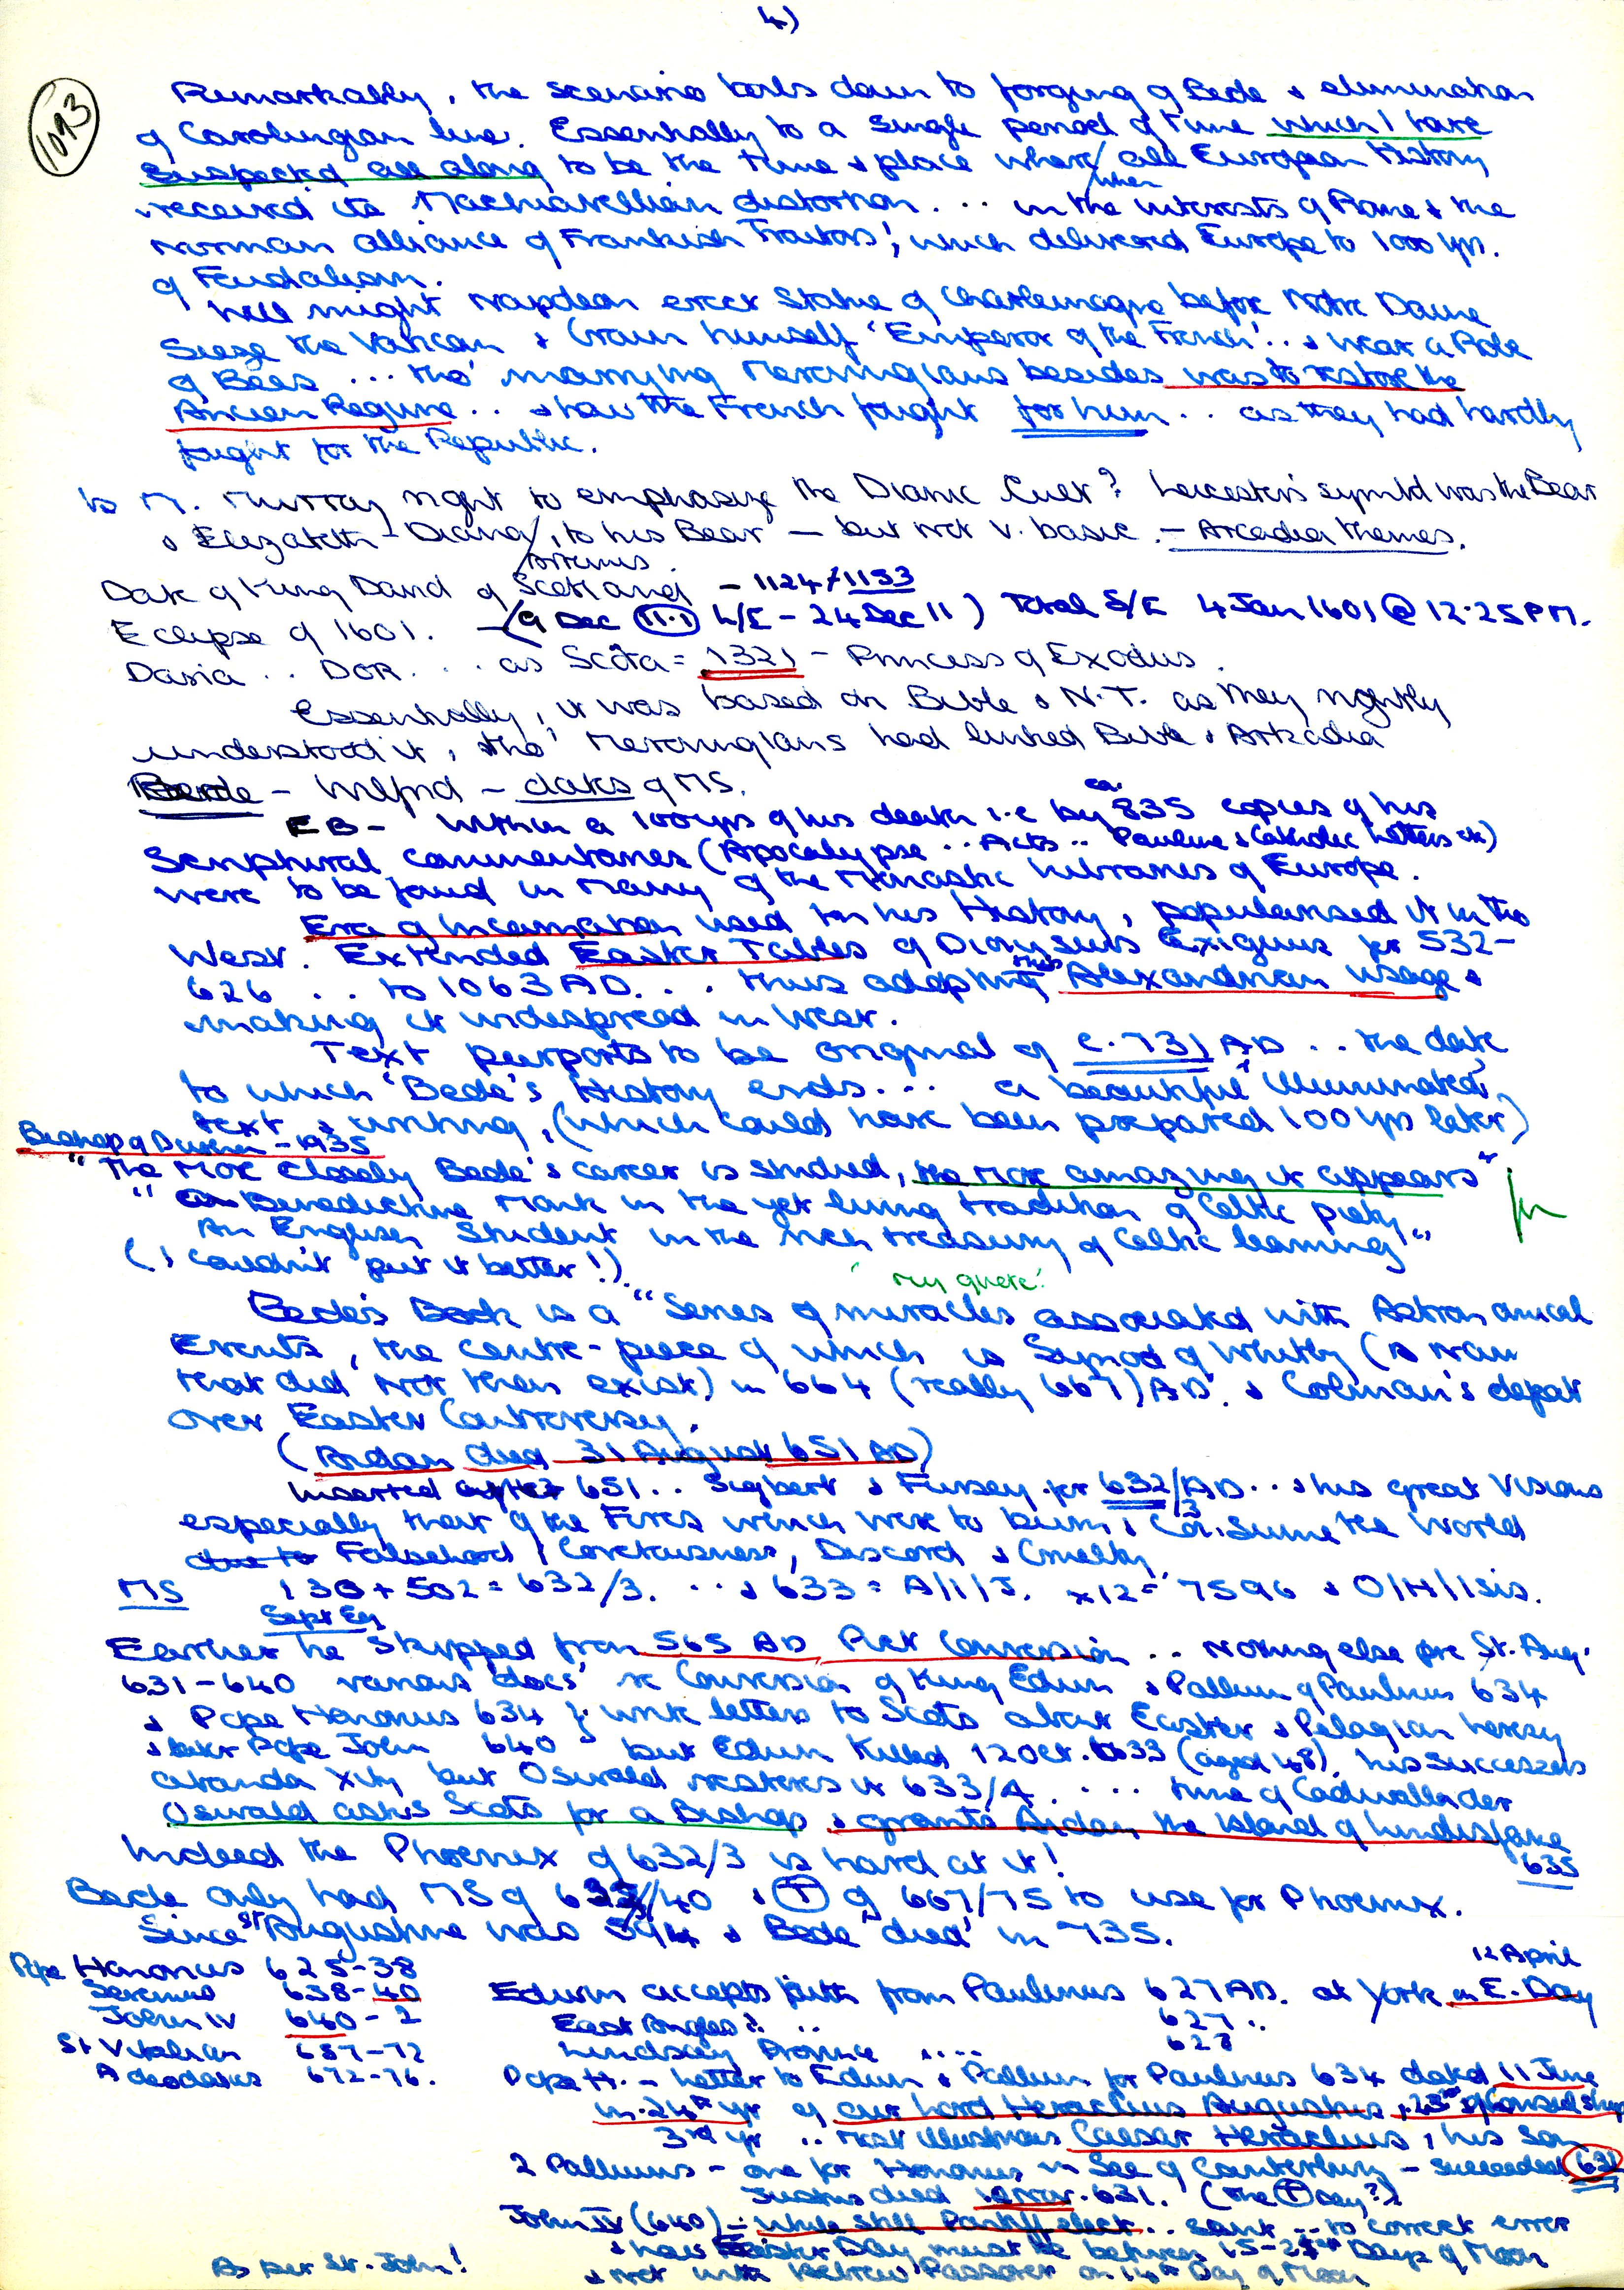 4)
1093
Remarkably, the scenario boils down to forging of Bede & elimination
of Carolingian line. Essentially to a single period of time which I have
suspected all along to be the time & place where/when all European History
received its Machiavellian distortion... in the interests of Rome & the
Norman alliance of Frankish Traitors', which delivered Europe to 1000 yrs.
of Feudalism.
Well might Napoleon erect Statue of Charlemagne before Notre Dame
Sieze the Vatican & Crown himself 'Emperor of the French'.. & wear a Robe
of Bees ... tho' marrying Merovingians besides was to restore the
Ancien Regime.. & how the French fought for him.. as they had hardly
fought for the Republic.
Is M. Murray right to emphasize the Dianic Cult? Leicester's symbol was the Bear
& Elizabeth - Diana/Artemis, to his Bear — but not v. basic. — Arcadia themes.
Date of King David of Scotland - 1124/1153
Eclipse of 1601. — (9 Dec 11.1 L/E - 24 Dec 11) Total S/E 4 Jan 1601 @ 12.25 PM.
Daria .. DOR. .. as Scota = 1321 - Princess of Exodus.
Essentially, it was based on Bible & N.T. as they rightly
understood it, tho' Merovingians had linked Bible & Arkadia
Bede - Wilfrid - dates of MS.
EB - Within a 100 yrs of his death i.e by ca. 835 copies of his
Scriptural commentaries (Apocalypse .. Acts .. Pauline & Catholic Letters etc)
were to be found in many of the Monastic Libraries of Europe.
Era of Incarnation used in his History, popularised it in the
West. Extended Easter Tables of Dionysius Exiguus for 532-
626 .. to 1063 AD. .. thus adopting this Alexandrian usage &
making it widespread in West.
Text purports to be original of c.731 AD .. the date
to which 'Bede's' History ends... a beautiful 'illuminated'
text & writing, (which could have been prepared 100 yrs later)
Bishop of Durham - 1935
"The more closely Bede's career is studied, the more amazing it appears"
"a Benedictine Monk in the yet living tradition of Celtic piety"
An English Student in the rich treasury of Celtic learning"
(I couldn't put it better!).
'my quote'.
Bede's Book is a "Series of miracles associated with Astronomical
Events, the centre-piece of which is Synod of Whitby (a name
that did not then exist) in 664 (really 667) AD. & Colman's defeat
over Easter Controversy.
(Aidan died 31 August 651 AD)
Inserted after 651.. Sigbert & Fursey for 632/3 AD... & his great Visions
especially that of the Fires which were to burn & consume the World
due to Falsehood, Covetousness, Discord & Cruelty
MS 130 + 502 = 632/3. ... & 633 = A/1/J. x12 = 7596 & O/H/Isis.
Sept Eq
Earlier he skipped from 565 AD Pict Conversion .. nothing else pre St. Aug.
631-640 various 'docs' re Conversion of King Edwin & Pallium of Paulinus 634
& Pope Honorius 634 } write letters to Scots about Easter & Pelagian heresy
& later Pope John 640 but Edwin Killed 12 Oct. 633 (aged 48). his successors
abandon Xity but Oswald restores it 633/4. ... time of Cadwallader
Oswald asks Scots for a Bishop & grants Aidan the Island of Lindisfarne
635
Indeed the Phoenix of 632/3 is hard at it!
Bede only had MS of 633/40 & T of 667/75 to use for Phoenix.
Since St Augustine was 594 & Bede 'died' in 735.
Pope Honorius 625-38
Severinus 638-40
John IV 640-2
St Vitalian 657-72
Adeodatus 672-76.
12 April
Edwin accepts faith from Paulinus 627 AD. at York on E. Day
East Angles? .. 627 ..
Lindsey Province .... 628
Pope H. - Letter to Edwin & Pallium for Paulinus 634 dated 11 June
in 24th yr of our Lord Heraclius Augustus, 23rd of Consulship
3rd yr .. most illustrious Caesar Heraclius, his Son
2 Palliums - one for Honorius in See of Canterbury - succeeded 631
Justus died 10 Nov. 631. (the T Day?)
John IV (640) - while still Pontiff elect .. sent .. to correct error
& how Easter Day must be between 15-21st Days of Moon
& not with Hebrew Passover on 14th Day of Moon
As per St. John!